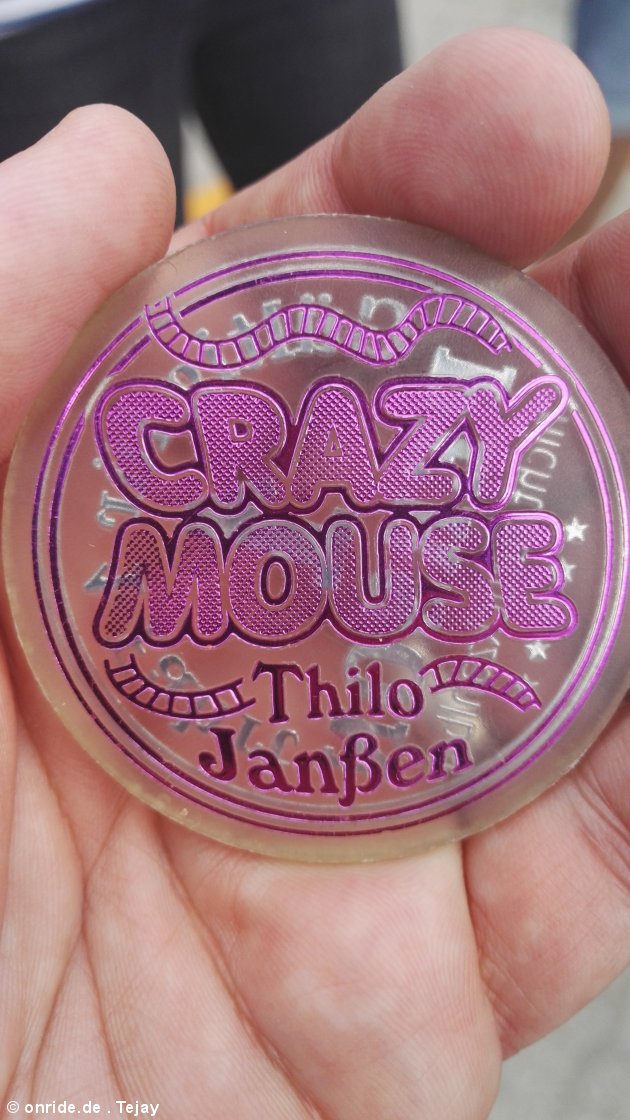 CRAZY
MOUSE
Thilo
Janßen
© onride.de . Tejay